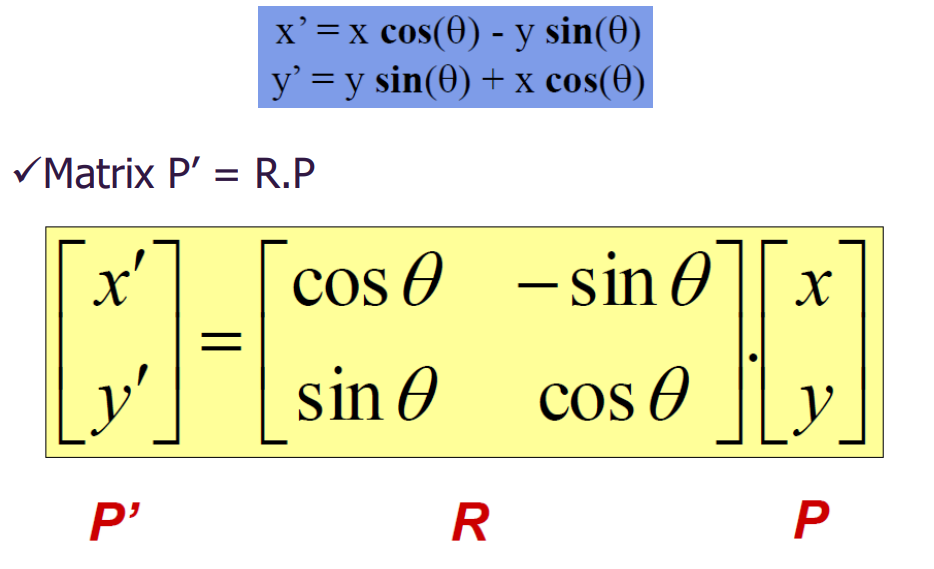 x’ = x cos(θ) - y sin(θ)
y’ = y sin(θ) + x cos(θ)
✓Matrix P’ = R.P
[x′ y′] = [cos θ −sin θ sin θ cos θ] . [x y]
P’ R P